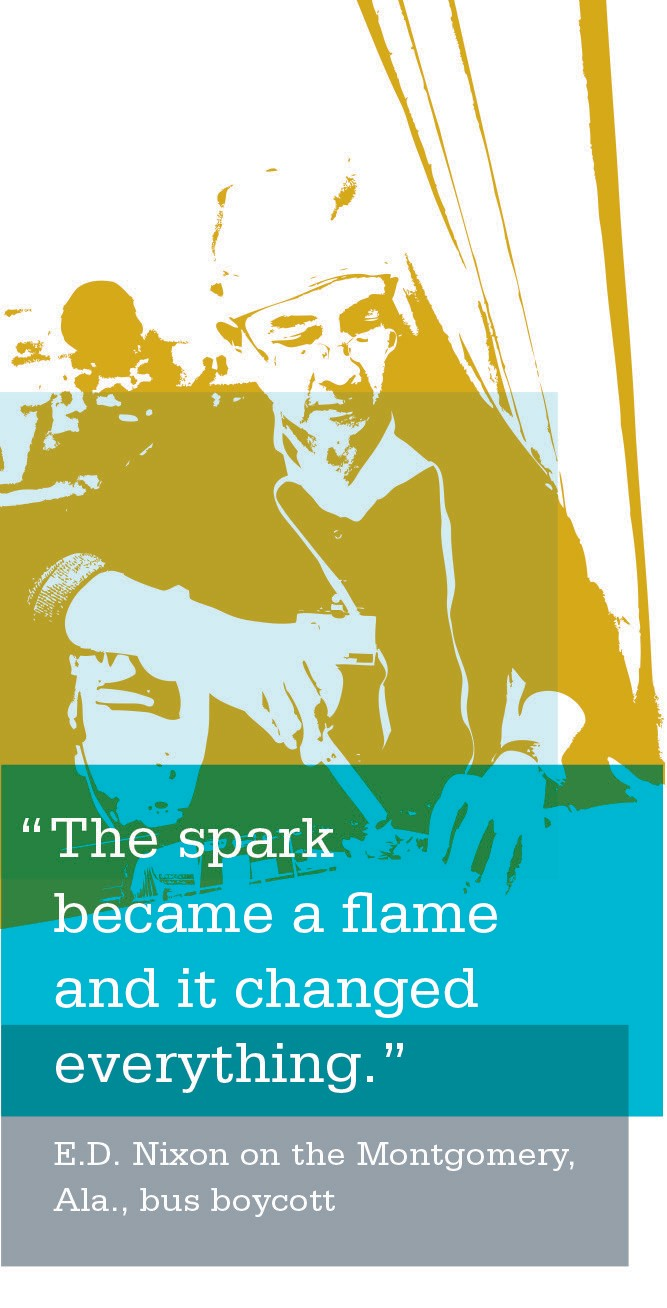 “The spark
became a flame
and it changed
everything.”
E.D. Nixon on the Montgomery,
Ala., bus boycott